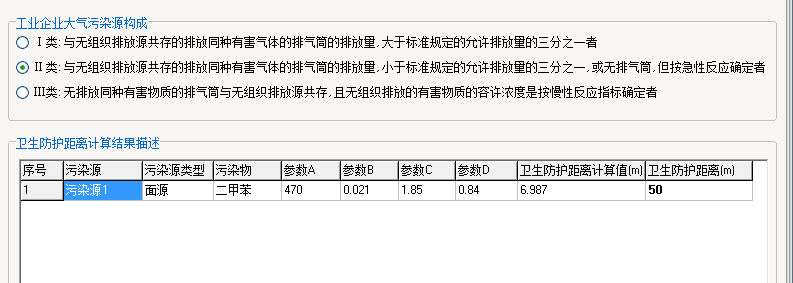 工业企业大气污染源构成
I 类: 与无组织排放源共存的排放同种有害气体的排气筒的排放量,大于标准规定的允许排放量的三分之一者
II 类: 与无组织排放源共存的排放同种有害气体的排气筒的排放量,小于标准规定的允许排放量的三分之一,或无排气筒,但按急性反应确定者
III类: 无排放同种有害物质的排气筒与无组织排放源共存,且无组织排放的有害物质的容许浓度是按慢性反应指标确定者
卫生防护距离计算结果描述
序号 污染源 污染源类型 污染物 参数A 参数B 参数C 参数D 卫生防护距离计算值(m) 卫生防护距离(m)
1 污染源1 面源 二甲苯 470 0.021 1.85 0.84 6.987 50